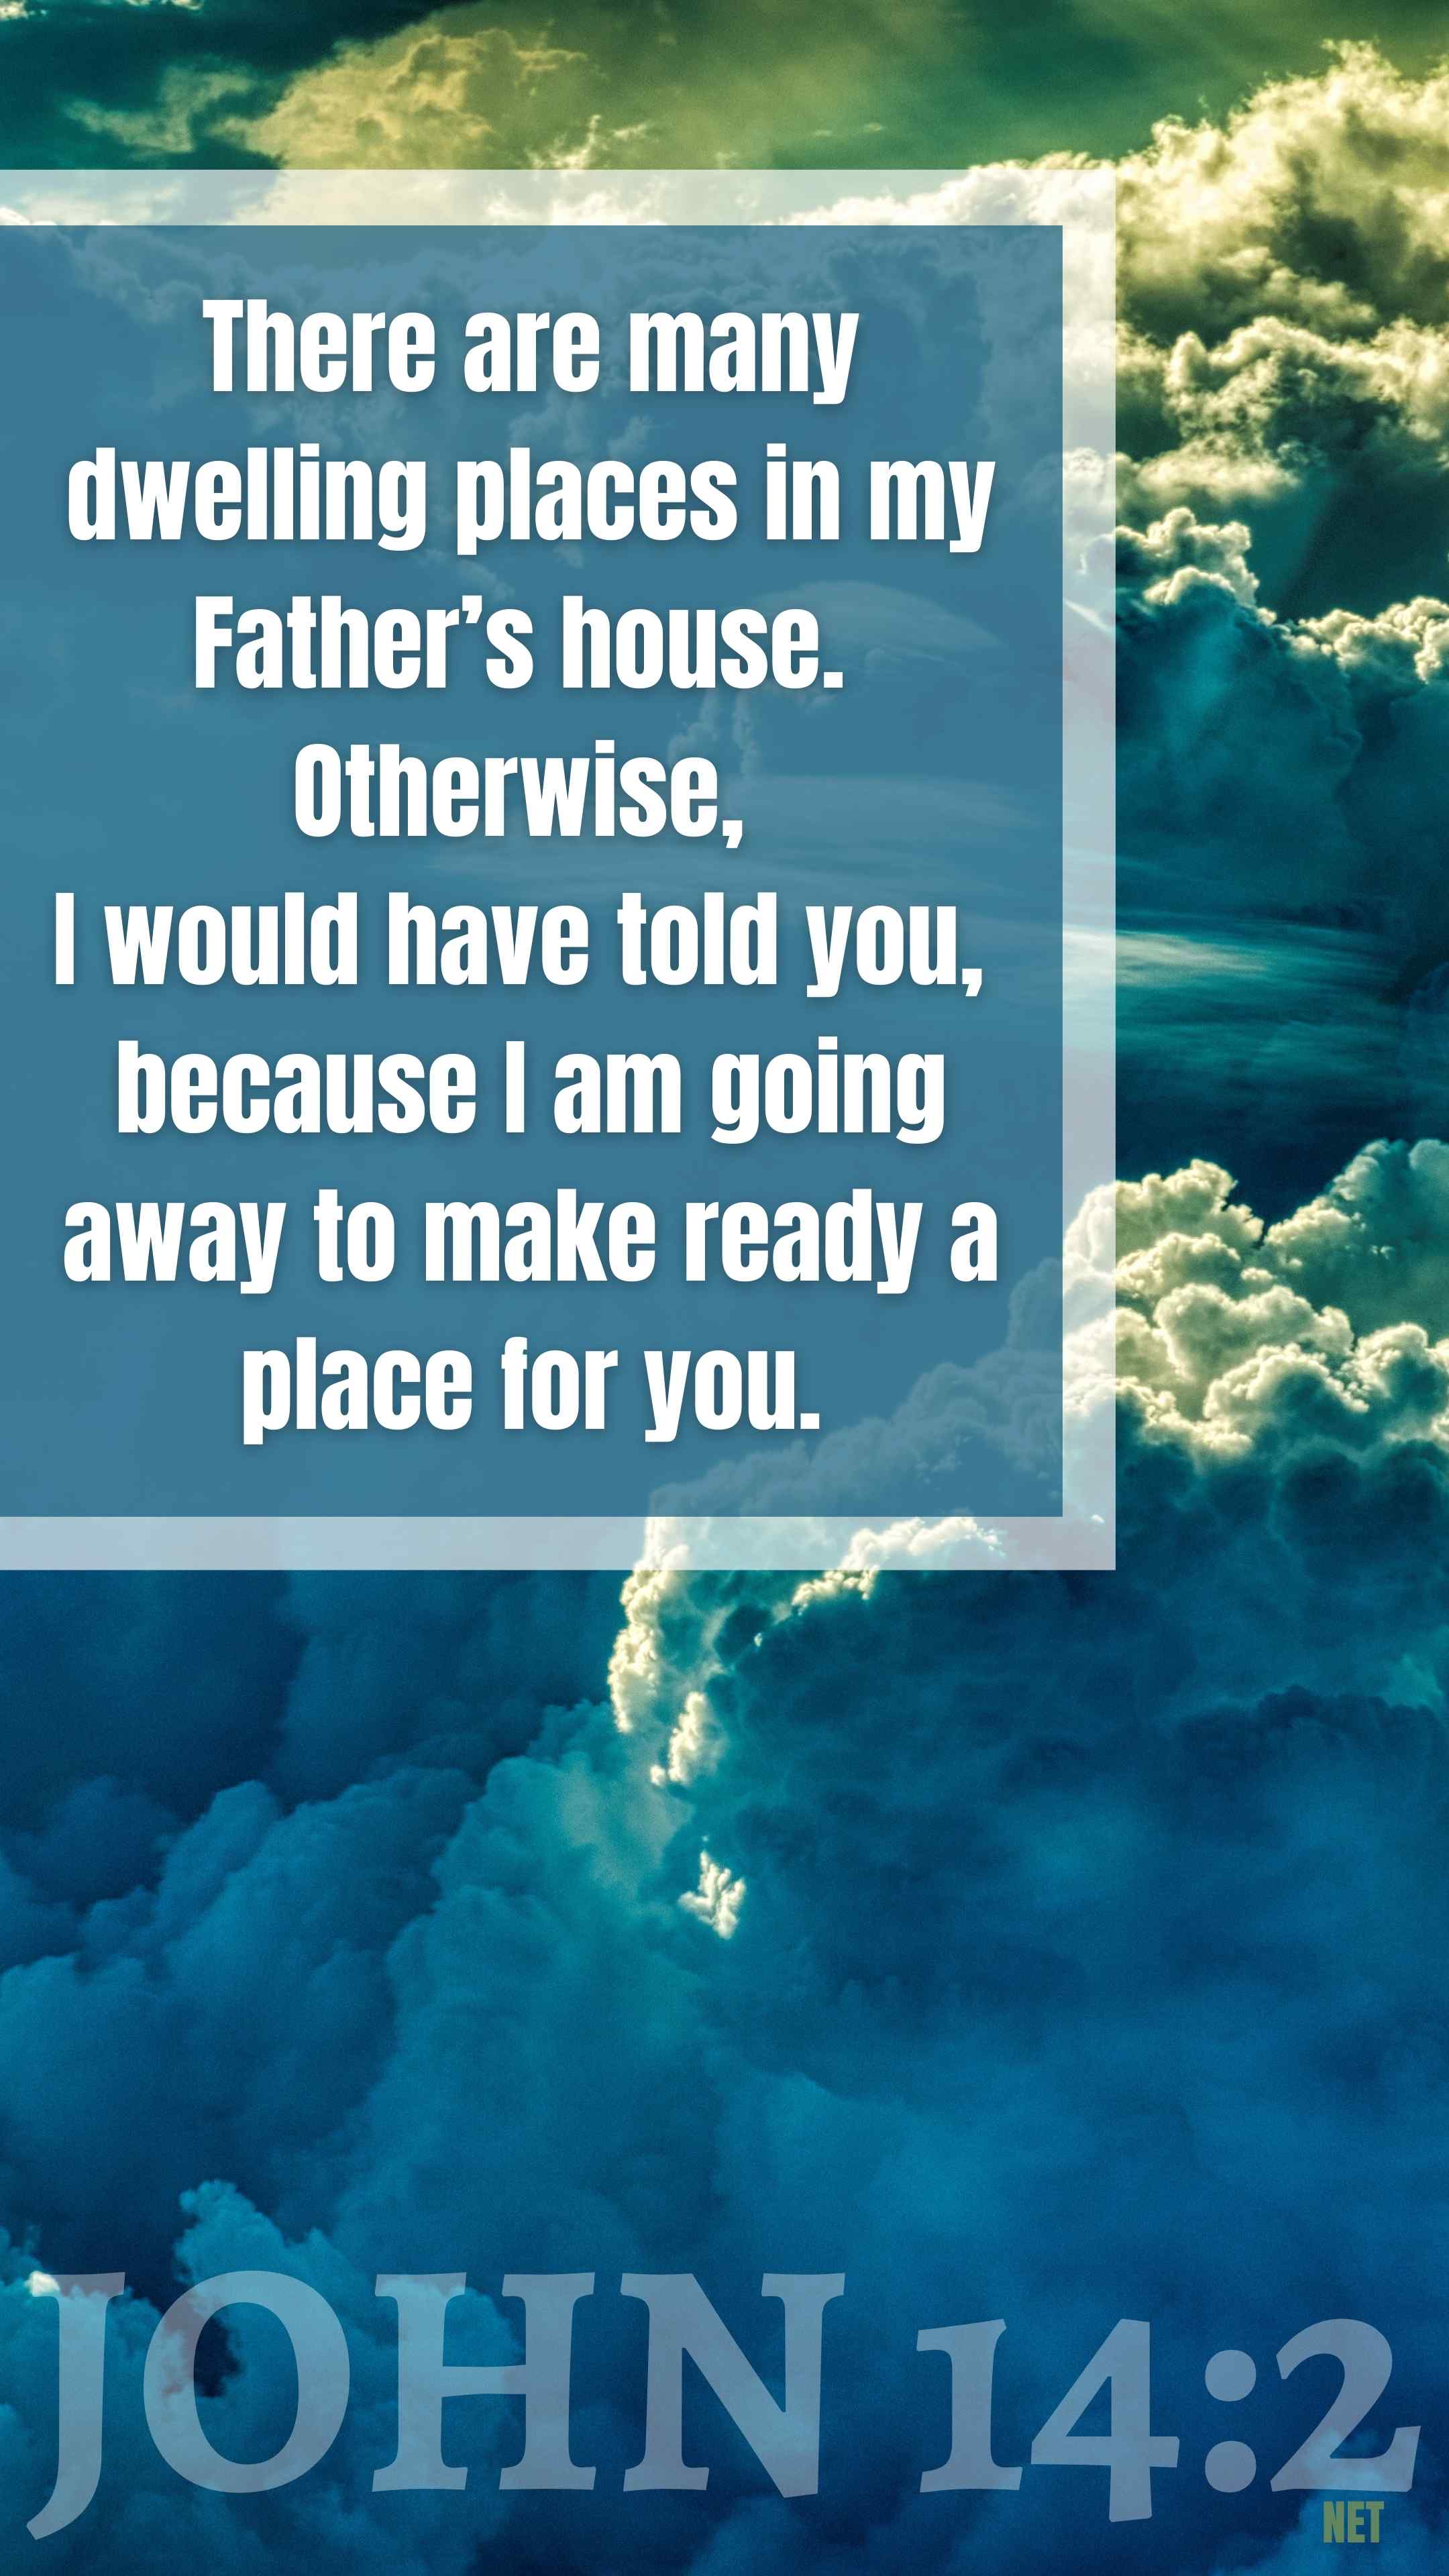 There are many
dwelling places in my
Father’s house.
Otherwise,
I would have told you,
because I am going
away to make ready a
place for you.
JOHN 14:2
NET